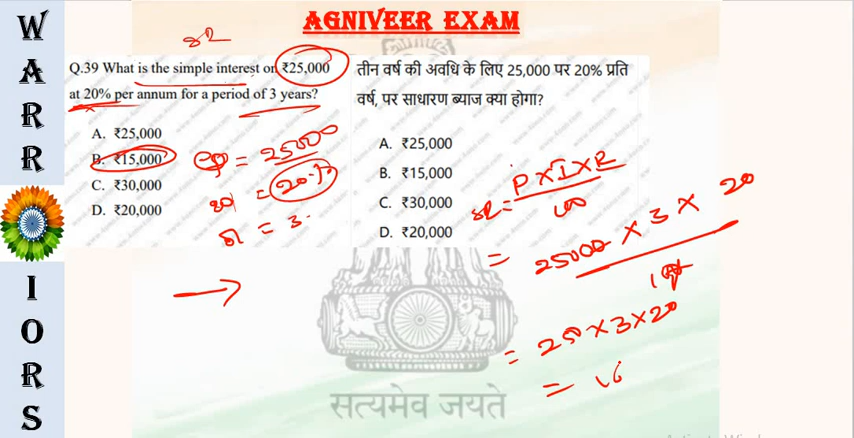 AGNIVEER EXAM
WARRIORS
Q.39 What is the simple interest on ₹25,000
at 20% per annum for a period of 3 years?
A. ₹25,000
B. ₹15,000
C. ₹30,000
D. ₹20,000
तीन वर्ष की अवधि के लिए 25,000 पर 20% प्रति
वर्ष, पर साधारण ब्याज क्या होगा?
A. ₹25,000
B. ₹15,000
C. ₹30,000
D. ₹20,000
= 25000
= 20%
= 3
P×T×R
100
= 25000 × 3 × 20
= 250×3×20
सत्यमेव जयते